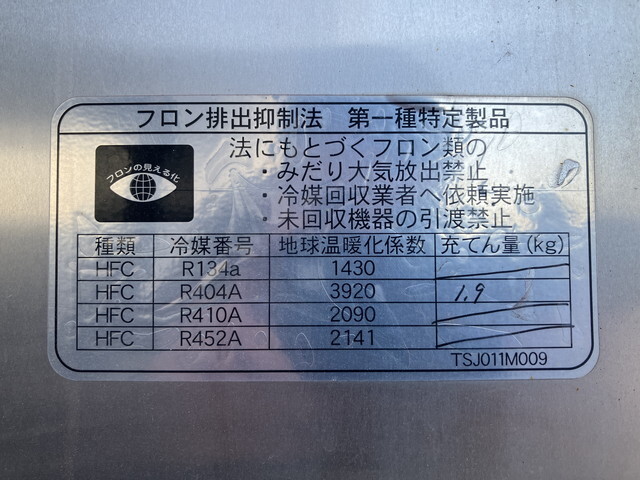 フロン排出抑制法 第一種特定製品
フロンの見える化
法にもとづくフロン類の
・みだり大気放出禁止
・冷媒回収業者へ依頼実施
・未回収機器の引渡禁止
種類 冷媒番号 地球温暖化係数 充てん量(kg)
HFC R134a 1430
HFC R404A 3920 1.9
HFC R410A 2090
HFC R452A 2141
TSJ011M009